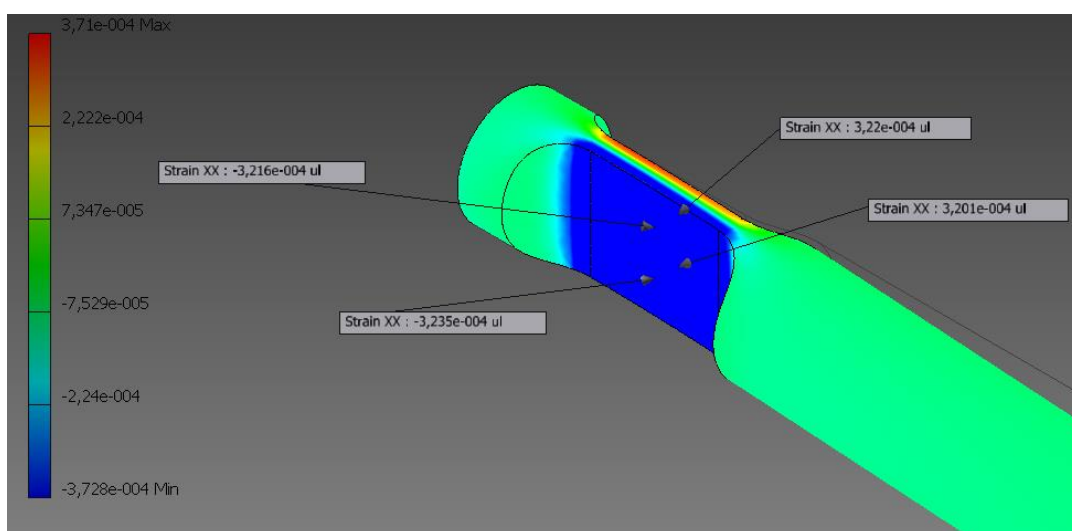 3,71e-004 Max
2,222e-004
7,347e-005
-7,529e-005
-2,24e-004
-3,728e-004 Min
Strain XX : 3,22e-004 ul
Strain XX : -3,216e-004 ul
Strain XX : 3,201e-004 ul
Strain XX : -3,235e-004 ul